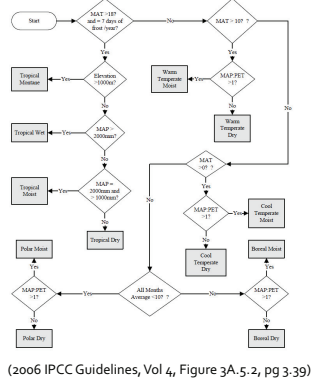 Start
MAT >18? ?
and = 7 days of
frost /year?
No
MAT > 10? ?
Yes
Yes
No
Tropical
Montane
Yes
Elevation
>1000m?
Warm
Temperate
Moist
Yes
MAP:PET
>1?
No
No
Tropical Wet
Yes
MAP >
2000mm?
Warm
Temperate
Dry
No
MAT
>0? ?
Tropical
Moist
Yes
MAP =
2000mm and
> 1000mm?
No
Yes
MAP:PET
>1?
Yes
Cool
Temperate
Moist
No
Tropical Dry
No
Cool
Temperate
Dry
Polar Moist
Boreal Moist
Yes
Yes
MAP:PET
>1?
Yes
All Months
Average <10? ?
No
MAP:PET
>1?
No
No
Polar Dry
Boreal Dry
(2006 IPCC Guidelines, Vol 4, Figure 3A.5.2, pg 3.39)